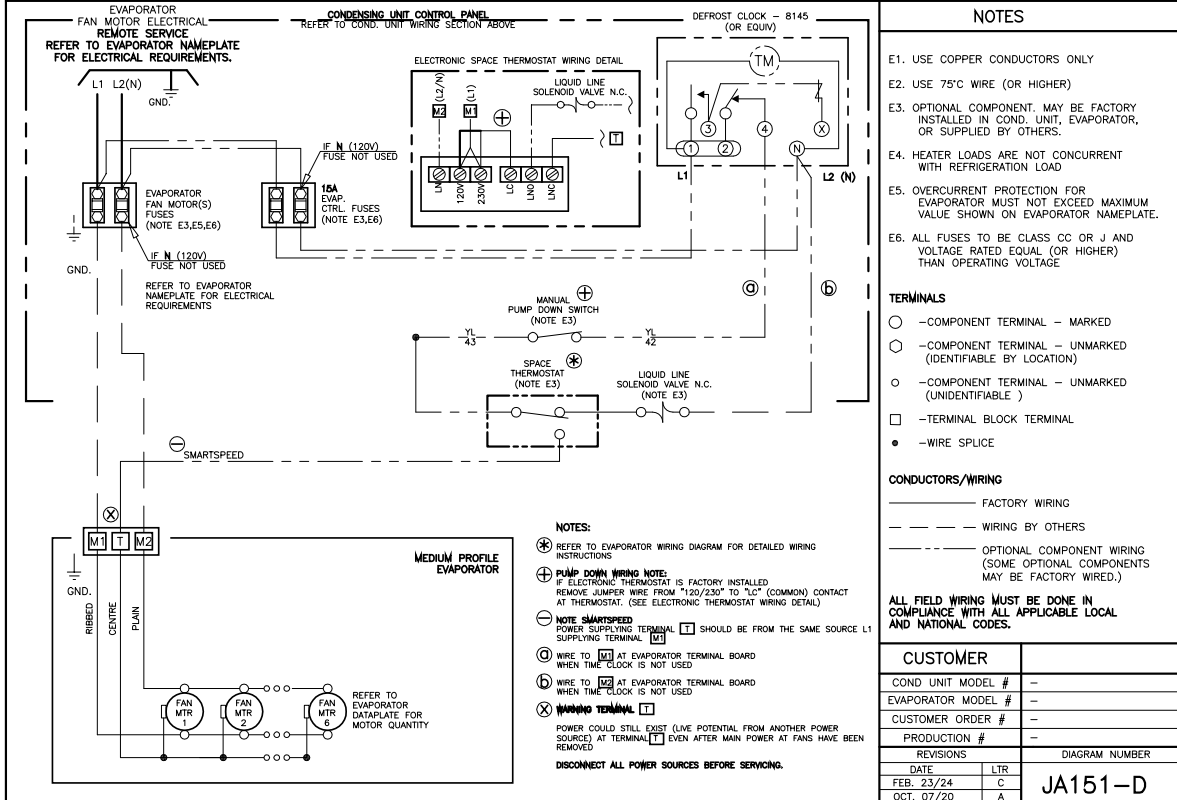 EVAPORATOR
FAN MOTOR ELECTRICAL
REMOTE SERVICE
REFER TO EVAPORATOR NAMEPLATE
FOR ELECTRICAL REQUIREMENTS.
L1 L2(N)
GND.
CONDENSING UNIT CONTROL PANEL
REFER TO COND. UNIT WIRING SECTION ABOVE
ELECTRONIC SPACE THERMOSTAT WIRING DETAIL
M2 (L2/N)
M1 (L1)
LIQUID LINE
SOLENOID VALVE N.C.
T
LN
120V
230V
LC
LNO
LNC
DEFROST CLOCK - 8145
(OR EQUIV)
TM
3
4
X
1
2
N
L1
L2 (N)
IF N (120V)
FUSE NOT USED
15A
EVAP.
CTRL. FUSES
(NOTE E3,E6)
EVAPORATOR
FAN MOTOR(S)
FUSES
(NOTE E3,E5,E6)
IF N (120V)
FUSE NOT USED
GND.
REFER TO EVAPORATOR
NAMEPLATE FOR ELECTRICAL
REQUIREMENTS
a
b
MANUAL
PUMP DOWN SWITCH
(NOTE E3)
YL
43
YL
42
SPACE
THERMOSTAT
(NOTE E3)
LIQUID LINE
SOLENOID VALVE N.C.
(NOTE E3)
SMARTSPEED
X
M1 T M2
GND.
RIBBED
CENTRE
PLAIN
MEDIUM PROFILE
EVAPORATOR
FAN
MTR
1
FAN
MTR
2
FAN
MTR
6
REFER TO
EVAPORATOR
DATAPLATE FOR
MOTOR QUANTITY
NOTES:
REFER TO EVAPORATOR WIRING DIAGRAM FOR DETAILED WIRING
INSTRUCTIONS
PUMP DOWN WIRING NOTE:
IF ELECTRONIC THERMOSTAT IS FACTORY INSTALLED
REMOVE JUMPER WIRE FROM "120/230" TO "LC" (COMMON) CONTACT
AT THERMOSTAT. (SEE ELECTRONIC THERMOSTAT WIRING DETAIL)
NOTE SMARTSPEED
POWER SUPPLYING TERMINAL T SHOULD BE FROM THE SAME SOURCE L1
SUPPLYING TERMINAL M1
a WIRE TO M1 AT EVAPORATOR TERMINAL BOARD
WHEN TIME CLOCK IS NOT USED
b WIRE TO M2 AT EVAPORATOR TERMINAL BOARD
WHEN TIME CLOCK IS NOT USED
X WARNING TERMINAL T
POWER COULD STILL EXIST (LIVE POTENTIAL FROM ANOTHER POWER
SOURCE) AT TERMINAL T EVEN AFTER MAIN POWER AT FANS HAVE BEEN
REMOVED
DISCONNECT ALL POWER SOURCES BEFORE SERVICING.
NOTES
E1. USE COPPER CONDUCTORS ONLY
E2. USE 75°C WIRE (OR HIGHER)
E3. OPTIONAL COMPONENT. MAY BE FACTORY
INSTALLED IN COND. UNIT, EVAPORATOR,
OR SUPPLIED BY OTHERS.
E4. HEATER LOADS ARE NOT CONCURRENT
WITH REFRIGERATION LOAD
E5. OVERCURRENT PROTECTION FOR
EVAPORATOR MUST NOT EXCEED MAXIMUM
VALUE SHOWN ON EVAPORATOR NAMEPLATE.
E6. ALL FUSES TO BE CLASS CC OR J AND
VOLTAGE RATED EQUAL (OR HIGHER)
THAN OPERATING VOLTAGE
TERMINALS
-COMPONENT TERMINAL - MARKED
-COMPONENT TERMINAL - UNMARKED
(IDENTIFIABLE BY LOCATION)
-COMPONENT TERMINAL - UNMARKED
(UNIDENTIFIABLE )
-TERMINAL BLOCK TERMINAL
-WIRE SPLICE
CONDUCTORS/WIRING
FACTORY WIRING
WIRING BY OTHERS
OPTIONAL COMPONENT WIRING
(SOME OPTIONAL COMPONENTS
MAY BE FACTORY WIRED.)
ALL FIELD WIRING MUST BE DONE IN
COMPLIANCE WITH ALL APPLICABLE LOCAL
AND NATIONAL CODES.
CUSTOMER
COND UNIT MODEL # -
EVAPORATOR MODEL # -
CUSTOMER ORDER # -
PRODUCTION # -
REVISIONS
DIAGRAM NUMBER
DATE LTR
FEB. 23/24 C
OCT. 07/20 A
JA151-D